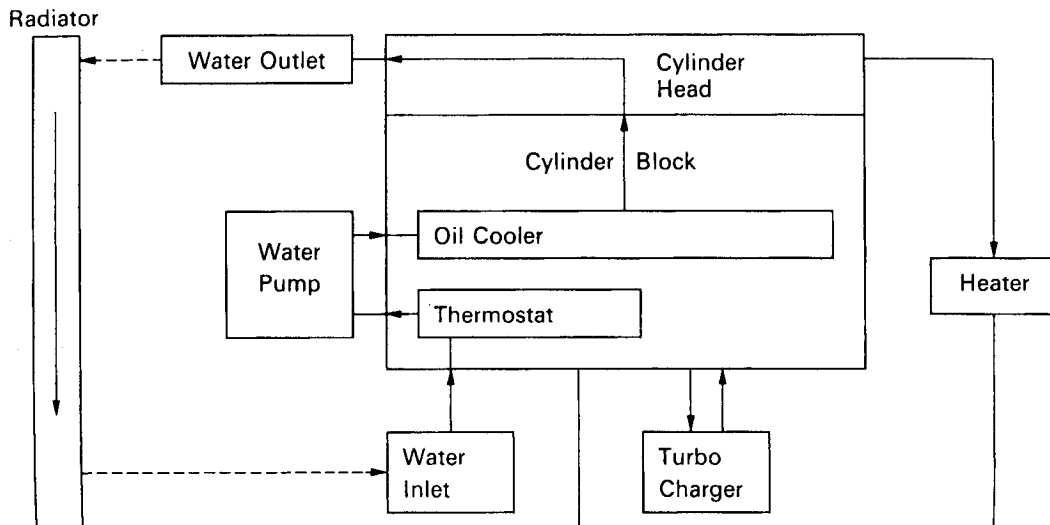 Radiator
Water Outlet
Cylinder
Head
Cylinder Block
Oil Cooler
Water
Pump
Thermostat
Heater
Water
Inlet
Turbo
Charger